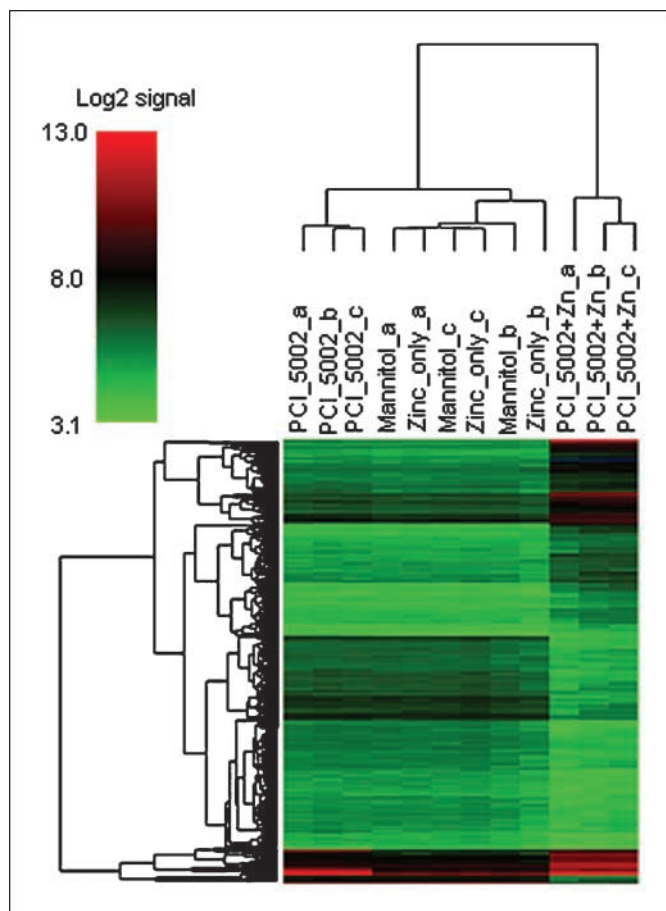 Log2 signal
13.0
8.0
3.1
PCI_5002_a
PCI_5002_b
PCI_5002_c
Mannitol_a
Zinc_only_a
Mannitol_c
Zinc_only_c
Mannitol_b
Zinc_only_b
PCI_5002+Zn_a
PCI_5002+Zn_b
PCI_5002+Zn_c